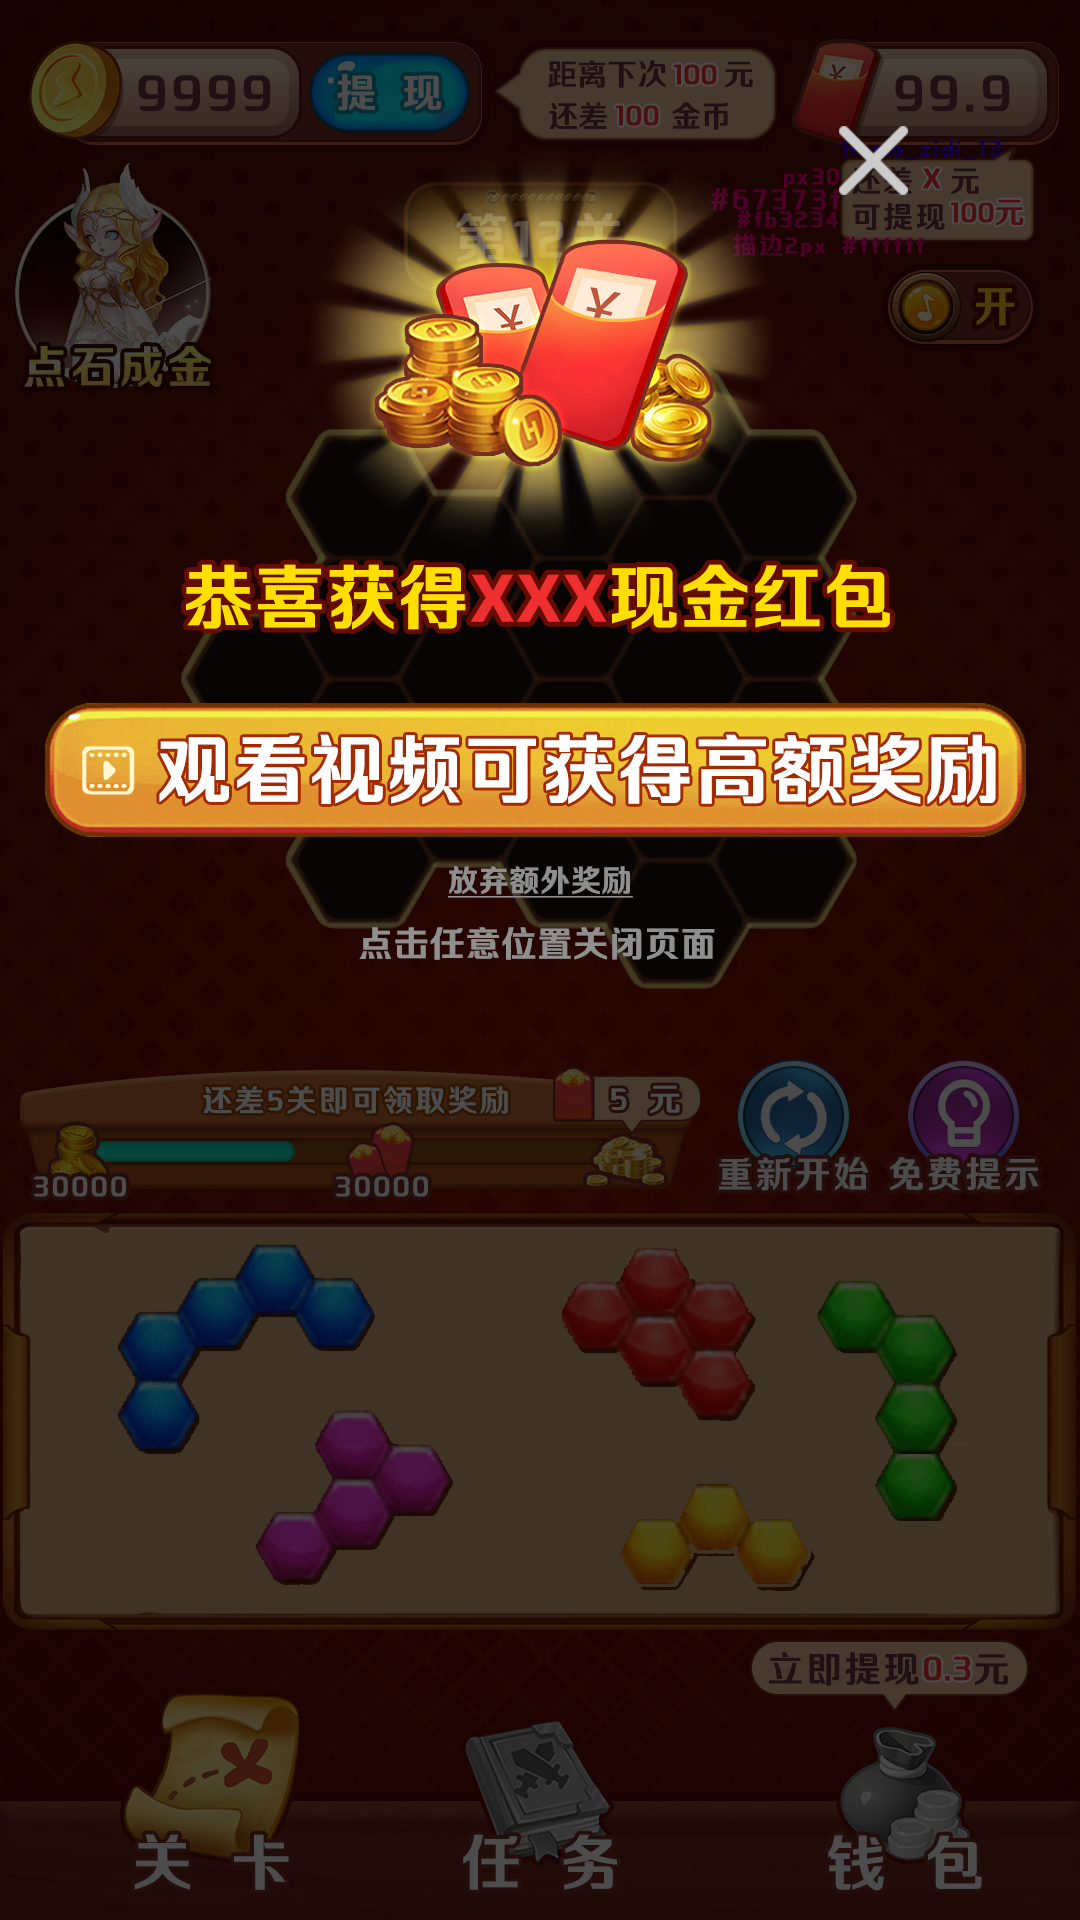 9999
提 现
距离下次100元
还差100 金币
99.9
还差 X 元
可提现100元
px30
#67373f
#fb3234
描边2px #ffffff
第12关
开
点石成金
恭喜获得XXX现金红包
观看视频可获得高额奖励
放弃额外奖励
点击任意位置关闭页面
还差5关即可领取奖励
5 元
30000
30000
重新开始
免费提示
立即提现0.3元
关 卡
任 务
钱 包